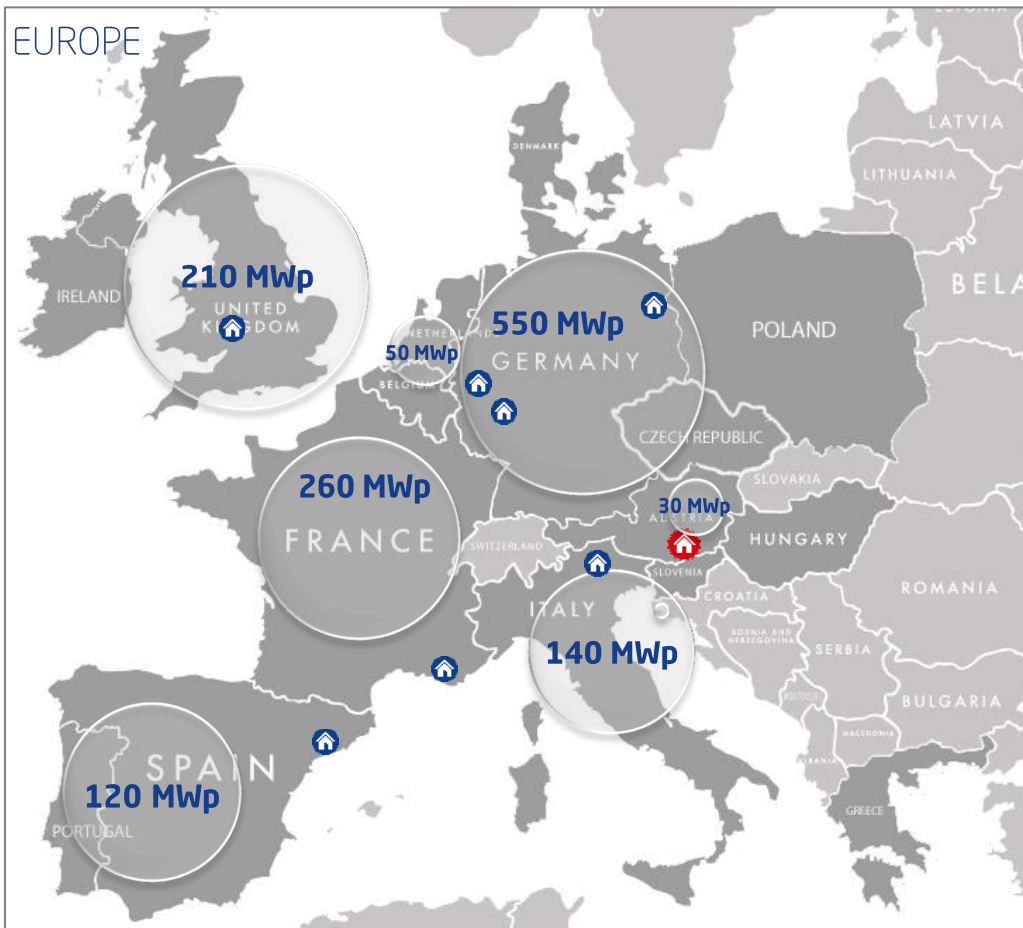 EUROPE
LATVIA
DENMARK
LITHUANIA
210 MWp
BELA
IRELAND
UNITED
KINGDOM
550 MWp
POLAND
NETHERLANDS
50 MWp
GERMANY
BELGIUM
CZECH REPUBLIC
SLOVAKIA
260 MWp
30 MWp
AUSTRIA
FRANCE
HUNGARY
SWITZERLAND
SLOVENIA
ROMANIA
CROATIA
ITALY
BOSNIA AND
HERZEGOVINA
SERBIA
140 MWp
BULGARIA
MACEDONIA
SPAIN
120 MWp
GREECE
PORTUGAL